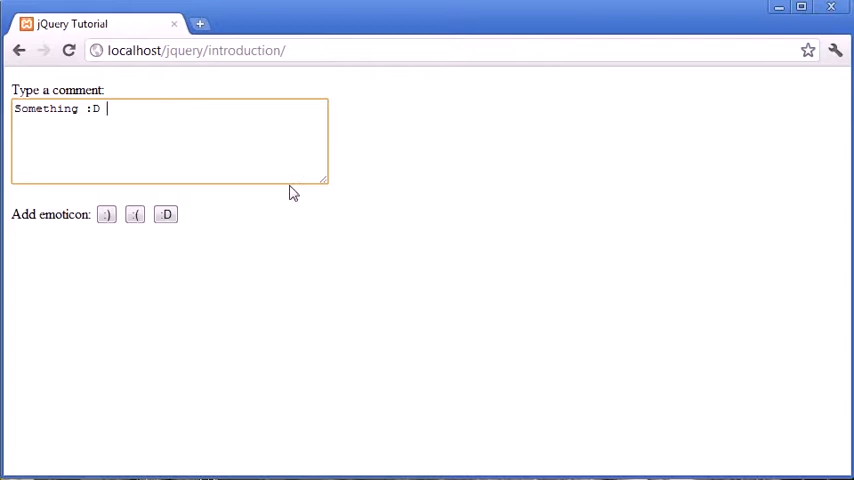 jQuery Tutorial
localhost/jquery/introduction/
Type a comment:
Something :D
Add emoticon: :) :( :D